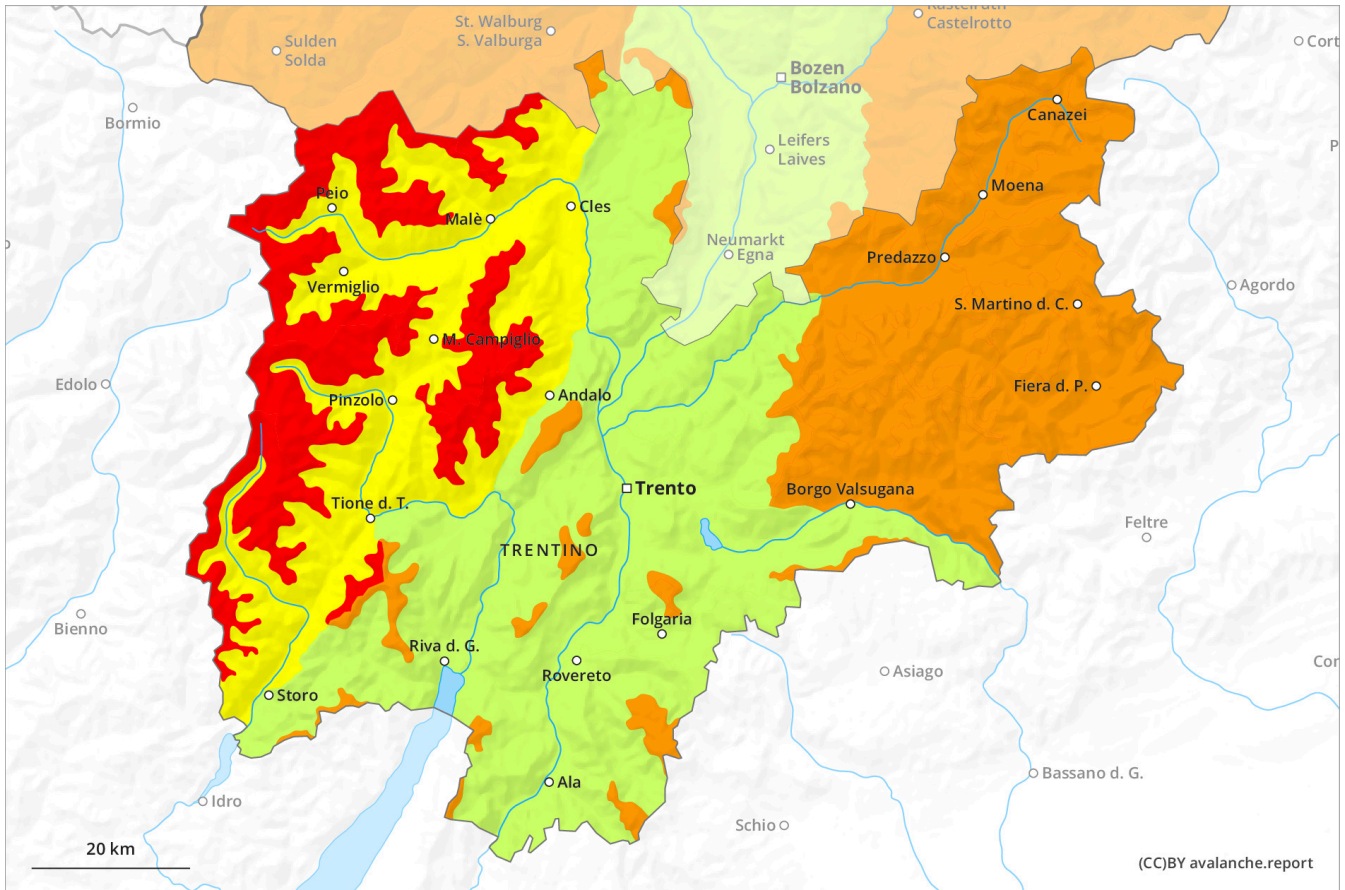 Kastelruth
Castelrotto
St. Walburg
S. Valburga
Sulden
Solda
Cort
Bozen
Bolzano
Bormio
Canazei
Leifers
Laives
P
Moena
Peio
Malè
Cles
Neumarkt
Egna
Predazzo
Vermiglio
Agordo
S. Martino d. C.
M. Campiglio
Edolo
Pinzolo
Andalo
Fiera d. P.
Trento
Borgo Valsugana
Tione d. T.
Feltre
TRENTINO
Bienno
Folgaria
Riva d. G.
Rovereto
Asiago
Cor
Storo
Ala
Bassano d. G.
Idro
Schio
20 km
(CC)BY avalanche.report